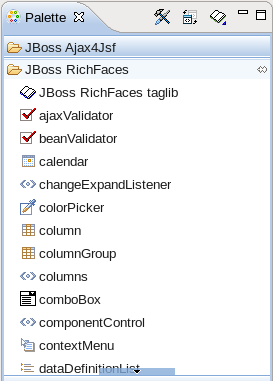 Palette
JBoss Ajax4Jsf
JBoss RichFaces
JBoss RichFaces taglib
ajaxValidator
beanValidator
calendar
changeExpandListener
colorPicker
column
columnGroup
columns
comboBox
componentControl
contextMenu
dataDefinitionList